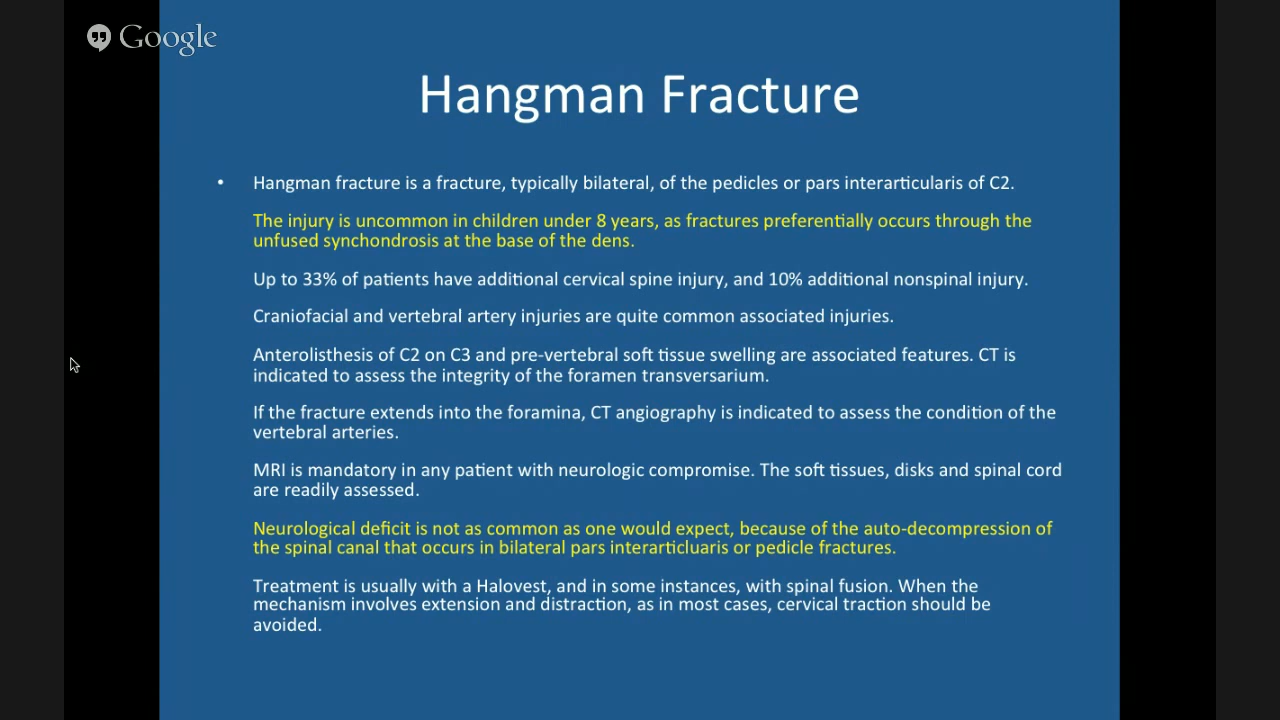 Google
Hangman Fracture
• Hangman fracture is a fracture, typically bilateral, of the pedicles or pars interarticularis of C2.
The injury is uncommon in children under 8 years, as fractures preferentially occurs through the
unfused synchondrosis at the base of the dens.
Up to 33% of patients have additional cervical spine injury, and 10% additional nonspinal injury.
Craniofacial and vertebral artery injuries are quite common associated injuries.
Anterolisthesis of C2 on C3 and pre-vertebral soft tissue swelling are associated features. CT is
indicated to assess the integrity of the foramen transversarium.
If the fracture extends into the foramina, CT angiography is indicated to assess the condition of the
vertebral arteries.
MRI is mandatory in any patient with neurologic compromise. The soft tissues, disks and spinal cord
are readily assessed.
Neurological deficit is not as common as one would expect, because of the auto-decompression of
the spinal canal that occurs in bilateral pars interarticluaris or pedicle fractures.
Treatment is usually with a Halovest, and in some instances, with spinal fusion. When the
mechanism involves extension and distraction, as in most cases, cervical traction should be
avoided.